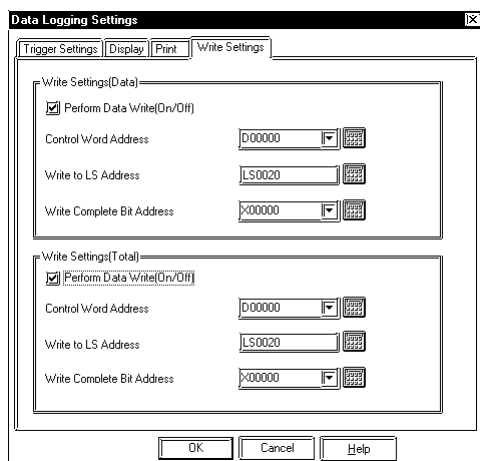 Data Logging Settings
Trigger Settings Display Print Write Settings
Write Settings(Data)
Perform Data Write(On/Off)
Control Word Address D00000
Write to LS Address LS0020
Write Complete Bit Address X00000
Write Settings(Total)
Perform Data Write(On/Off)
Control Word Address D00000
Write to LS Address LS0020
Write Complete Bit Address X00000
OK Cancel Help